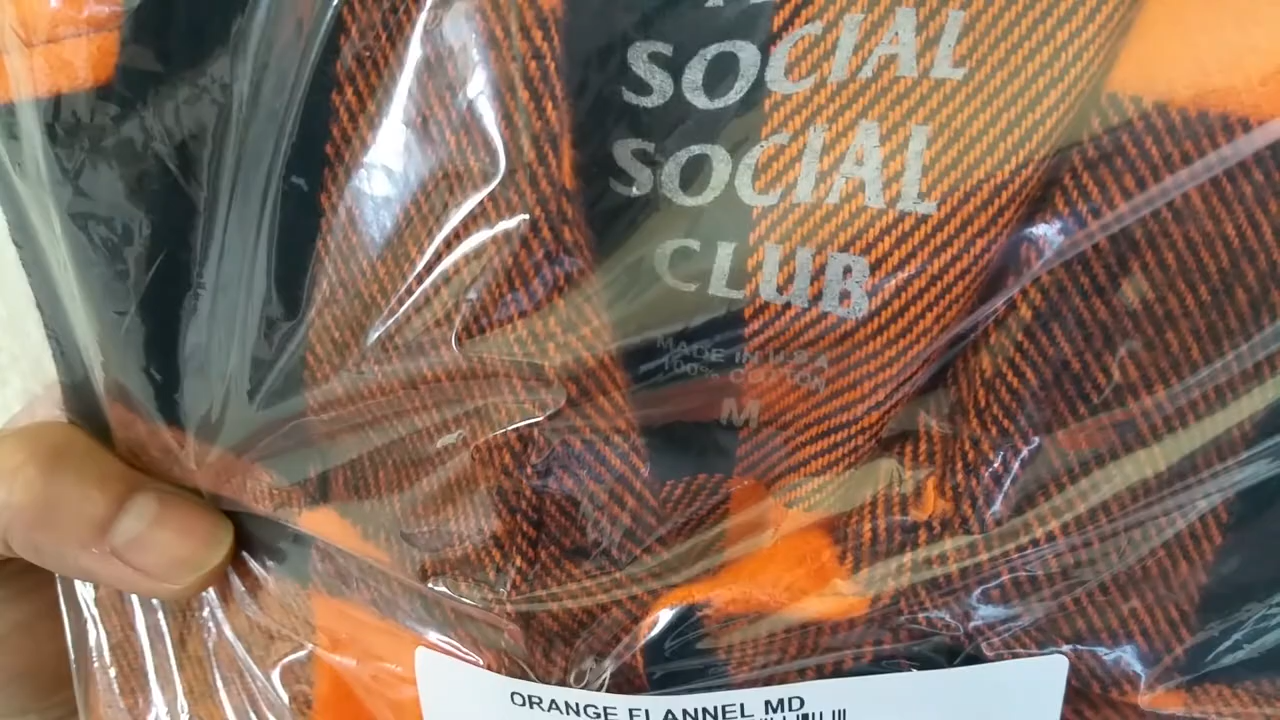 SOCIAL
SOCIAL
CLUB
MADE IN U.S.A
100% COTTON
M
ORANGE FLANNEL MD